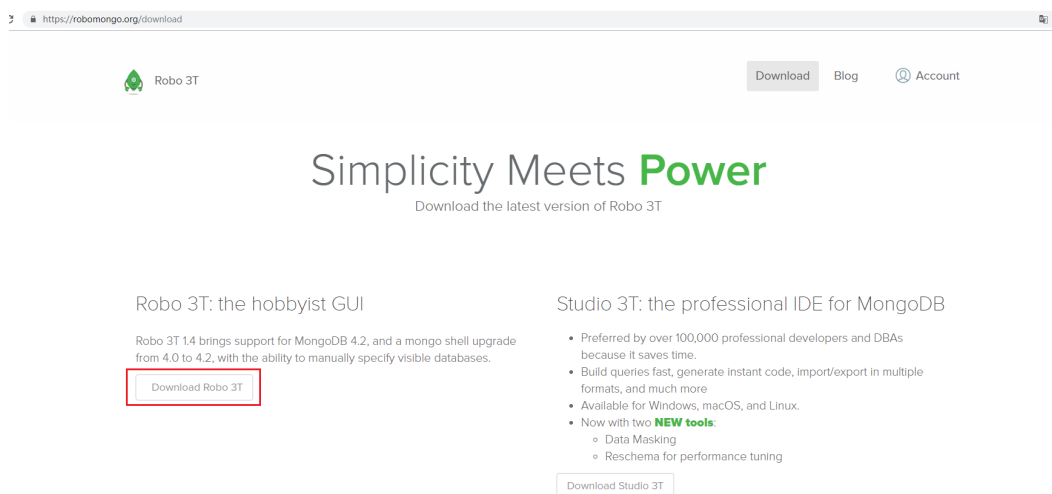 https://robomongo.org/download
Robo 3T
Download Blog Account
Simplicity Meets Power
Download the latest version of Robo 3T
Robo 3T: the hobbyist GUI
Robo 3T 1.4 brings support for MongoDB 4.2, and a mongo shell upgrade
from 4.0 to 4.2, with the ability to manually specify visible databases.
Download Robo 3T
Studio 3T: the professional IDE for MongoDB
Preferred by over 100,000 professional developers and DBAs
because it saves time.
Build queries fast, generate instant code, import/export in multiple
formats, and much more
Available for Windows, macOS, and Linux.
Now with two NEW tools:
Data Masking
Reschema for performance tuning
Download Studio 3T